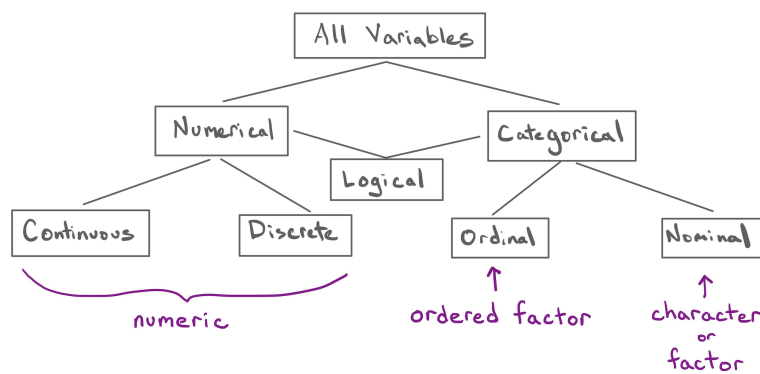 All Variables
Numerical
Categorical
Logical
Continuous
Discrete
Ordinal
Nominal
numeric
ordered factor
character
or
factor